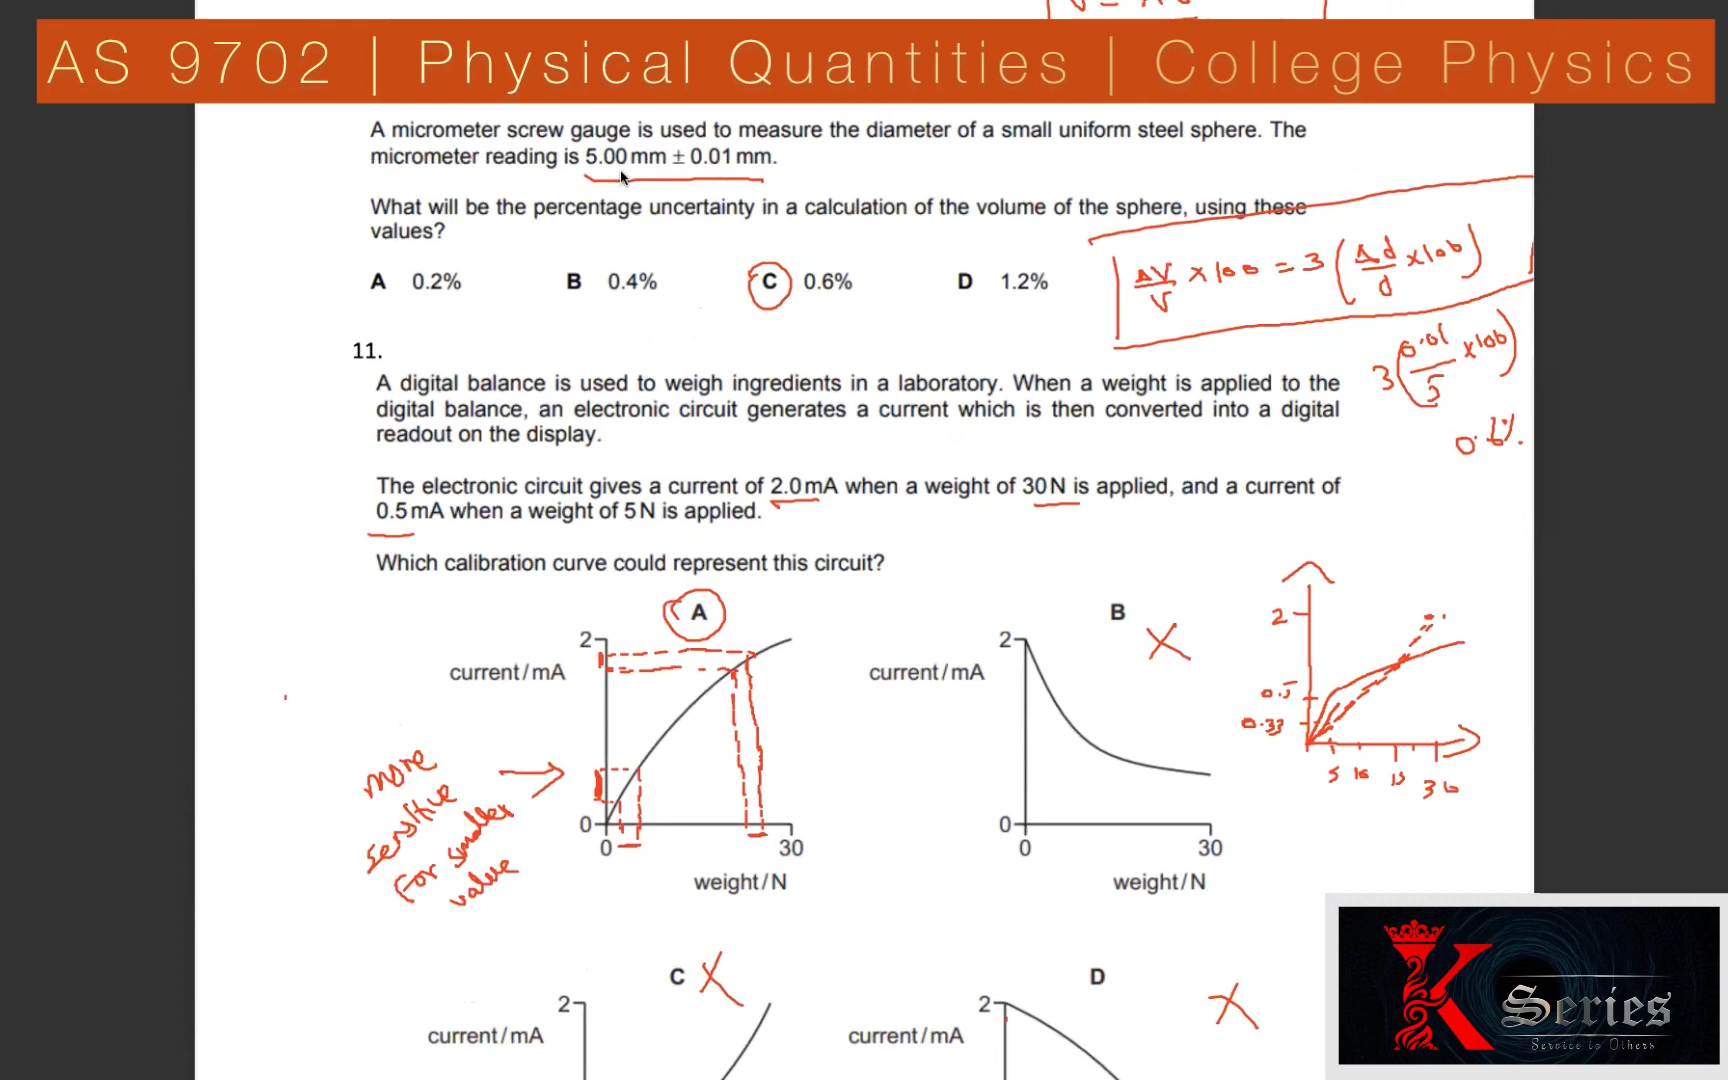 AS 9702 | Physical Quantities | College Physics
A micrometer screw gauge is used to measure the diameter of a small uniform steel sphere. The
micrometer reading is 5.00 mm ± 0.01 mm.
What will be the percentage uncertainty in a calculation of the volume of the sphere, using these
values?
A 0.2% B 0.4% C 0.6% D 1.2%
ΔV/V × 100 = 3 (Δd/d × 100)
3 (0.01/5 × 100)
0.6%
11.
A digital balance is used to weigh ingredients in a laboratory. When a weight is applied to the
digital balance, an electronic circuit generates a current which is then converted into a digital
readout on the display.
The electronic circuit gives a current of 2.0 mA when a weight of 30 N is applied, and a current of
0.5 mA when a weight of 5 N is applied.
Which calibration curve could represent this circuit?
A
2
current / mA
0
0 30
weight / N
more
sensitive
for smaller
value
B
2
current / mA
0
0 30
weight / N
2
0.5
0.33
5 10 15 30
C
2
current / mA
D
2
current / mA
K
Series
Service to Others